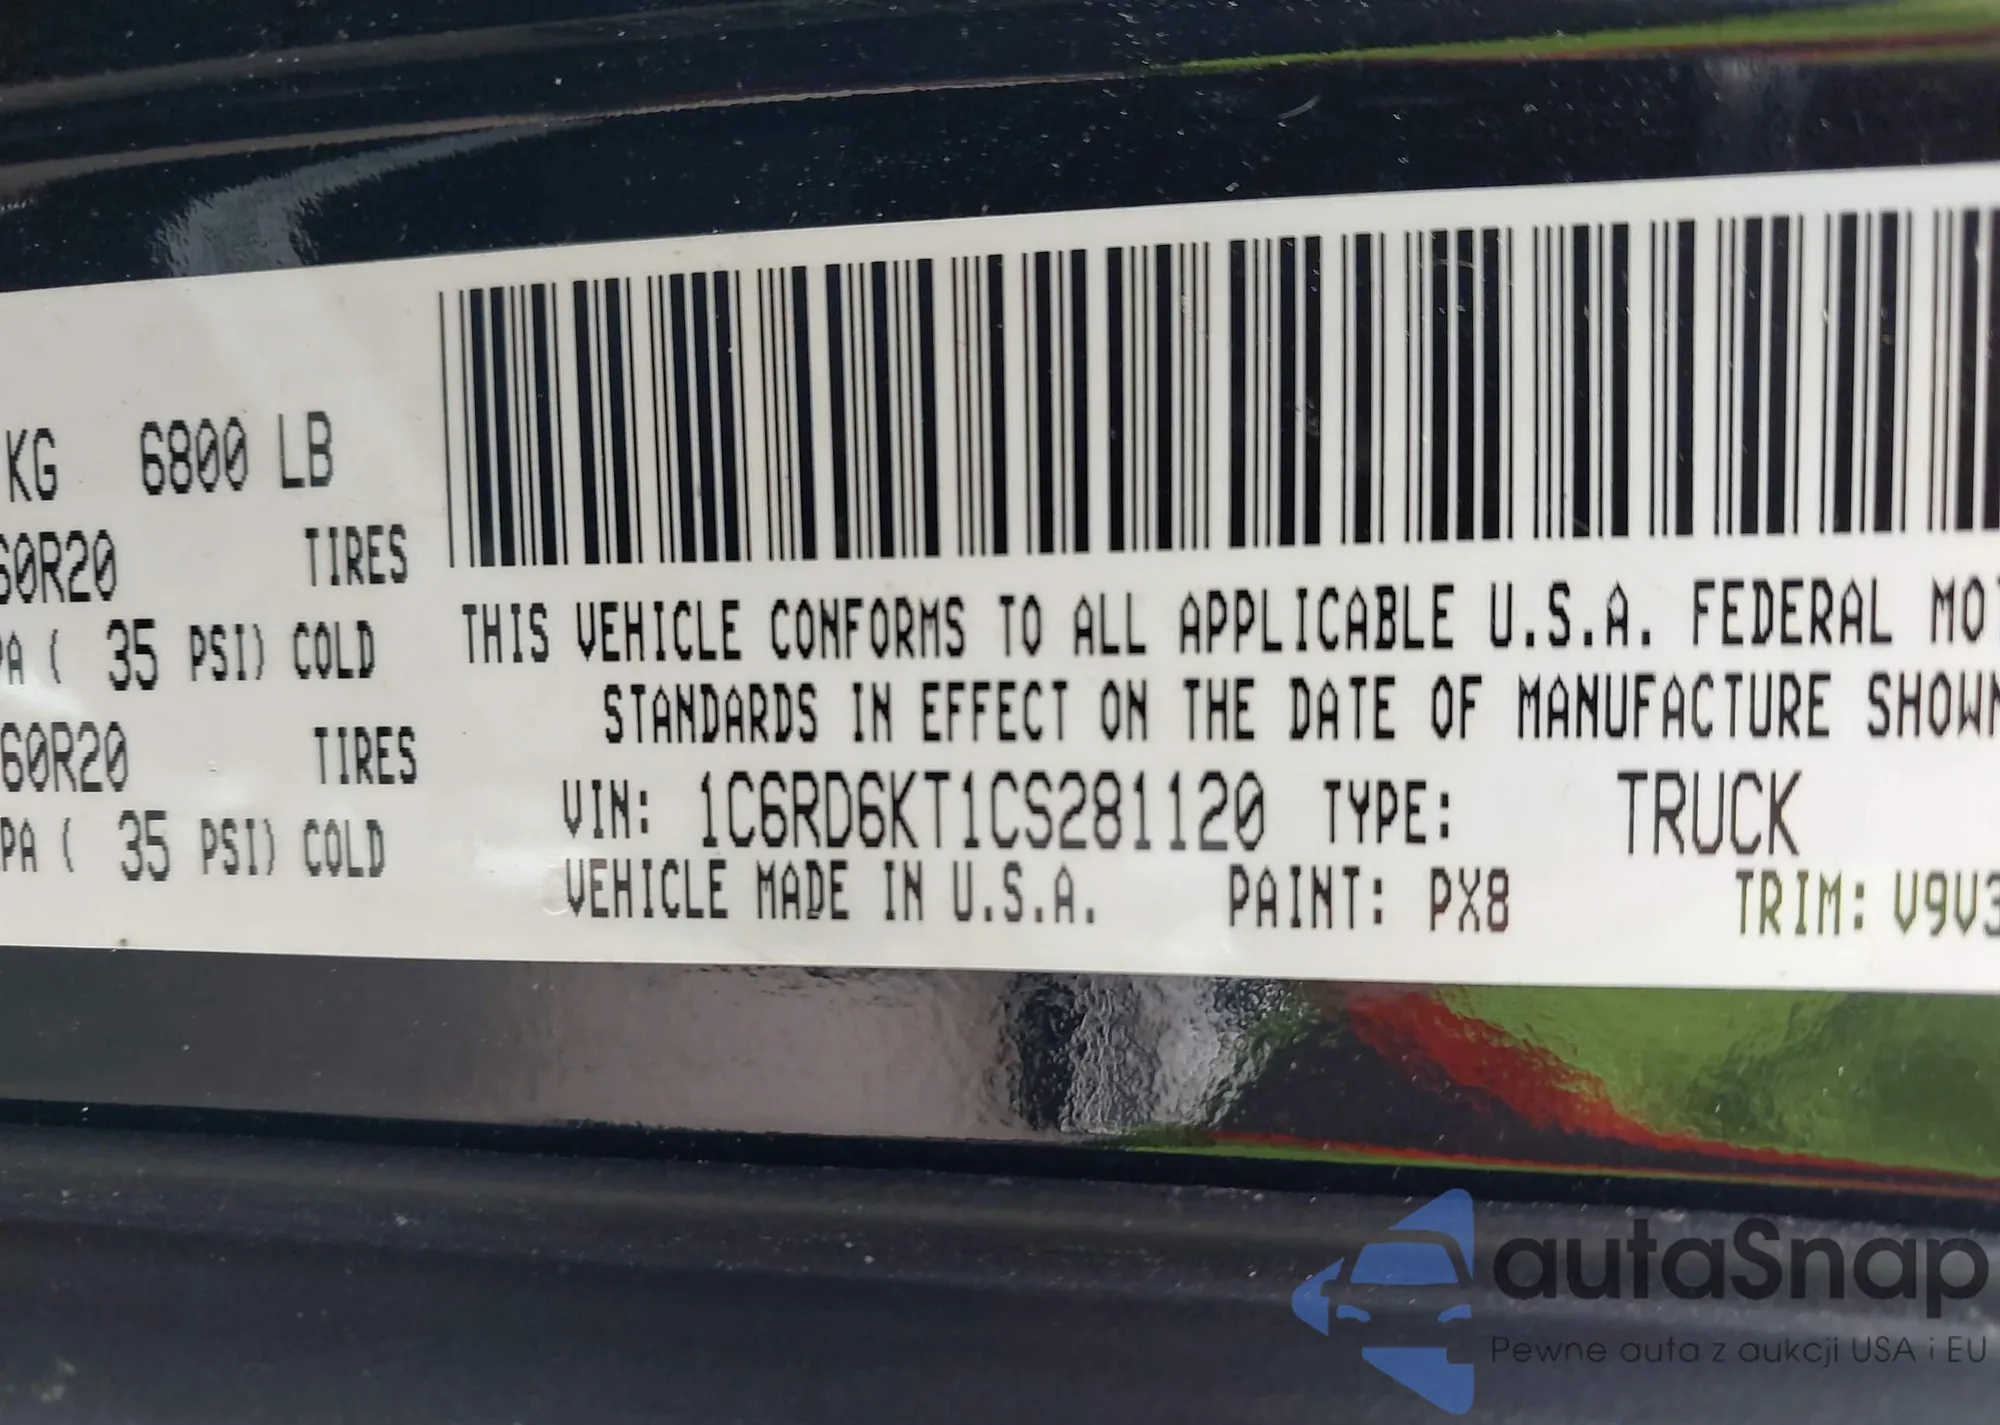 KG 6800 LB
60R20 TIRES
PA ( 35 PSI) COLD
60R20 TIRES
PA ( 35 PSI) COLD
THIS VEHICLE CONFORMS TO ALL APPLICABLE U.S.A. FEDERAL MOT
STANDARDS IN EFFECT ON THE DATE OF MANUFACTURE SHOWN
VIN: 1C6RD6KT1CS281120 TYPE: TRUCK
VEHICLE MADE IN U.S.A. PAINT: PX8 TRIM: V9V3
autaSnap
Pewne auta z aukcji USA i EU